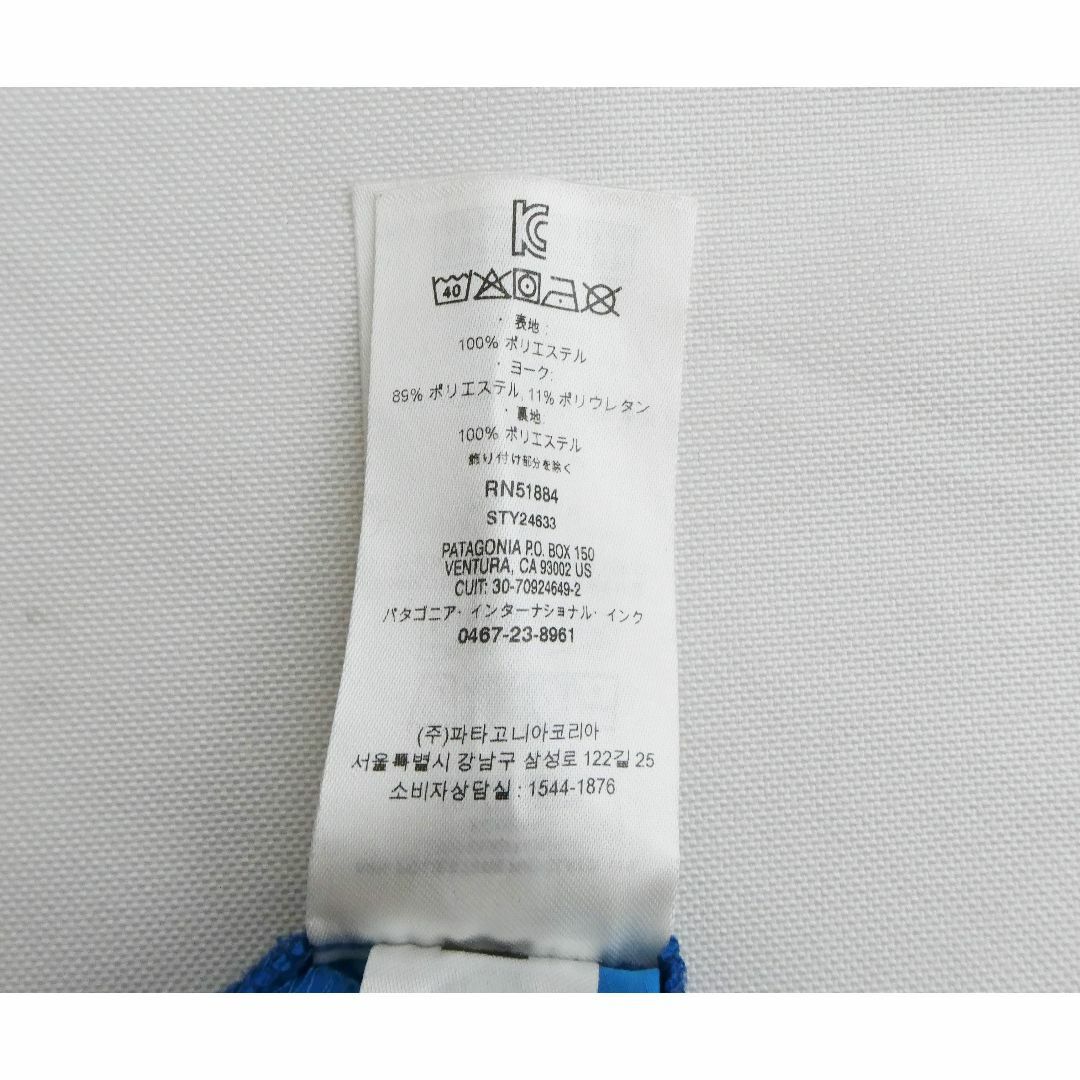 KC
40
・表地:
100% ポリエステル
・ヨーク:
89% ポリエステル, 11% ポリウレタン
・裏地:
100% ポリエステル
飾り付け部分を除く
RN51884
STY24633
PATAGONIA P.O. BOX 150
VENTURA, CA 93002 US
CUIT: 30-70924649-2
パタゴニア・インターナショナル・インク
0467-23-8961
(주)파타고니아코리아
서울특별시 강남구 삼성로 122길 25
소비자상담실 : 1544-1876